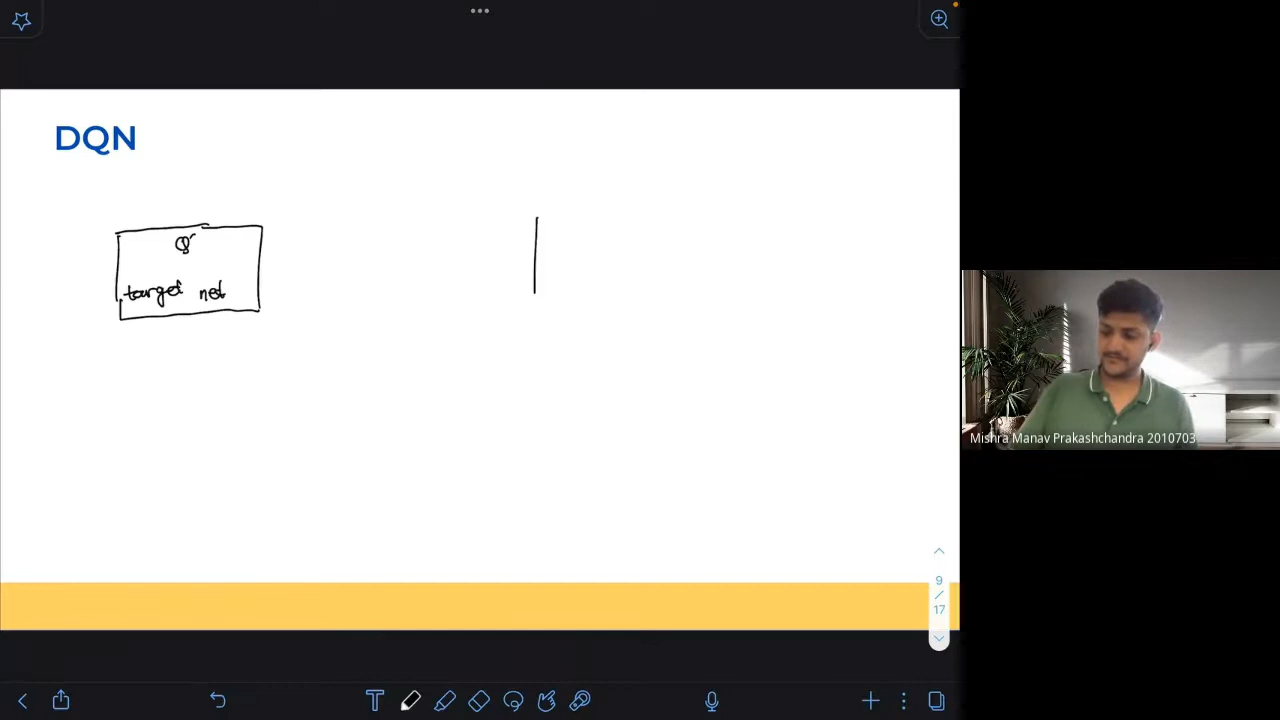 DQN
Q'
target net
Mishra Manav Prakashchandra 2010703
9
/
17
T